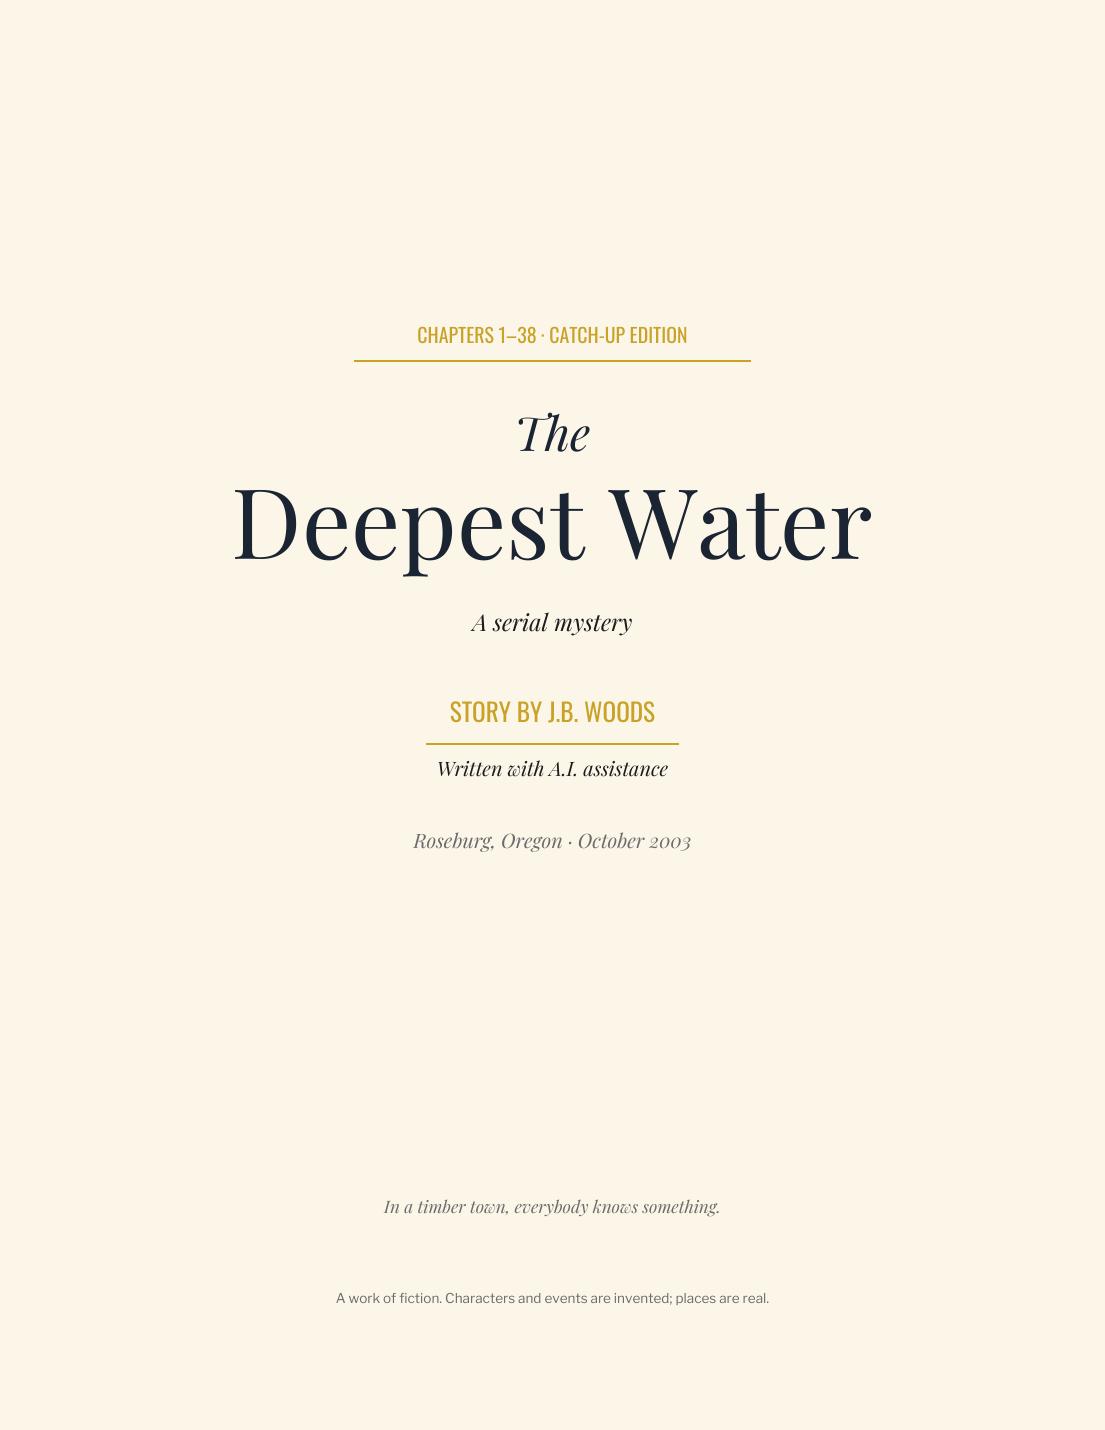 CHAPTERS 1–38 · CATCH-UP EDITION
The
Deepest Water
A serial mystery
STORY BY J.B. WOODS
Written with A.I. assistance
Roseburg, Oregon · October 2003
In a timber town, everybody knows something.
A work of fiction. Characters and events are invented; places are real.